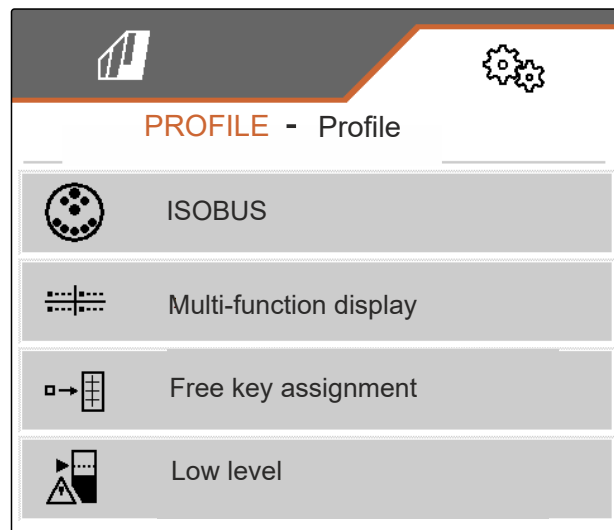 PROFILE - Profile
ISOBUS
Multi-function display
Free key assignment
Low level